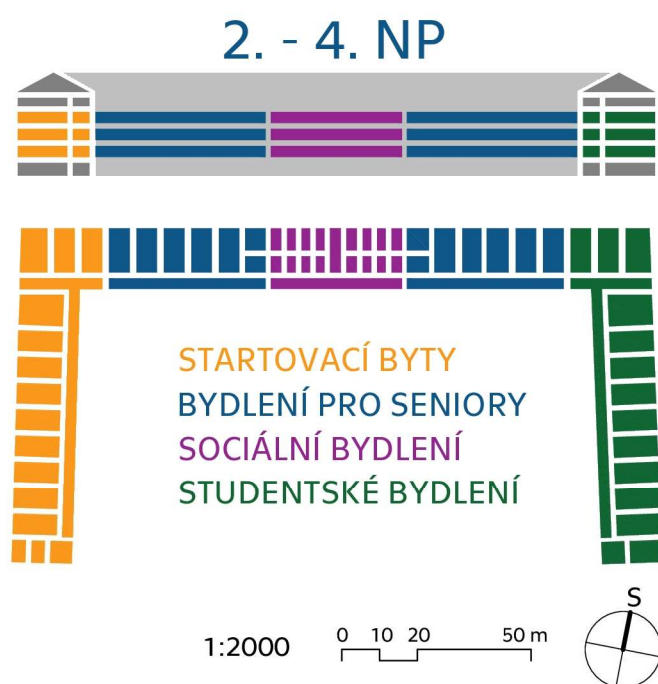 2. - 4. NP
STARTOVACÍ BYTY
BYDLENÍ PRO SENIORY
SOCIÁLNÍ BYDLENÍ
STUDENTSKÉ BYDLENÍ
1:2000 0 10 20 50 m S